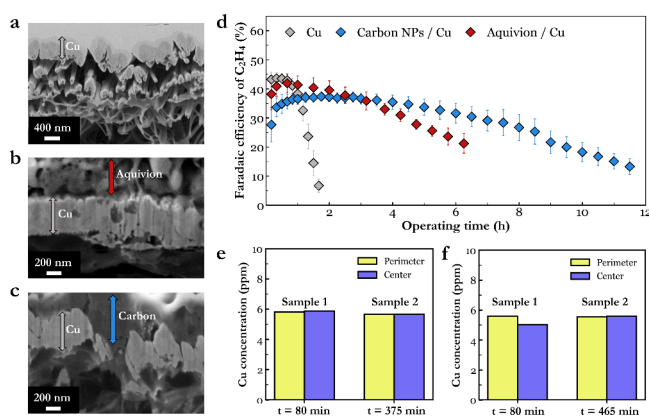 a
Cu
400 nm
b
Aquivion
Cu
200 nm
c
Carbon
Cu
200 nm
d
Cu
Carbon NPs / Cu
Aquivion / Cu
Faradaic efficiency of C₂H₄ (%)
60
50
40
30
20
10
0
2
4
6
8
10
12
Operating time (h)
e
Cu concentration (ppm)
10
8
6
4
2
0
Perimeter
Center
Sample 1
Sample 2
t = 80 min
t = 375 min
f
Cu concentration (ppm)
10
8
6
4
2
0
Perimeter
Center
Sample 1
Sample 2
t = 80 min
t = 465 min